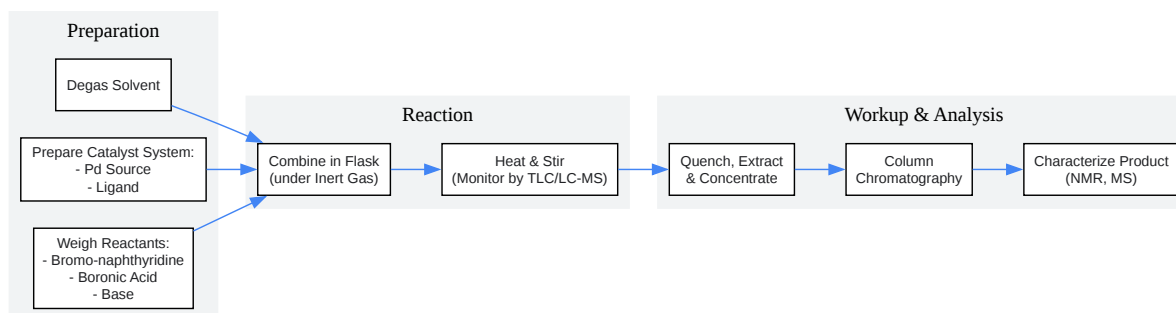 Preparation
Degas Solvent
Prepare Catalyst System:
- Pd Source
- Ligand
Weigh Reactants:
- Bromo-naphthyridine
- Boronic Acid
- Base
Reaction
Combine in Flask
(under Inert Gas)
Heat & Stir
(Monitor by TLC/LC-MS)
Workup & Analysis
Quench, Extract
& Concentrate
Column
Chromatography
Characterize Product
(NMR, MS)